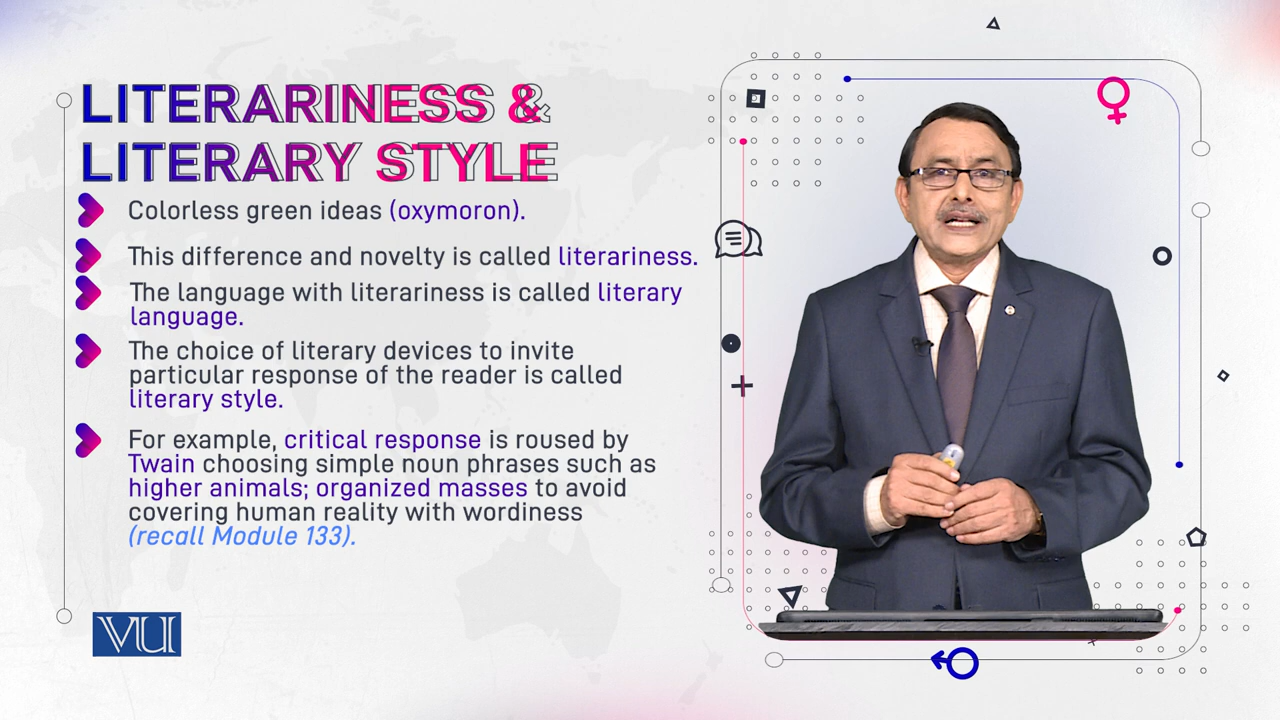 LITERARINESS &
LITERARY STYLE
Colorless green ideas (oxymoron).
This difference and novelty is called literariness.
The language with literariness is called literary
language.
The choice of literary devices to invite
particular response of the reader is called
literary style.
For example, critical response is roused by
Twain choosing simple noun phrases such as
higher animals; organized masses to avoid
covering human reality with wordiness
(recall Module 133).
VU